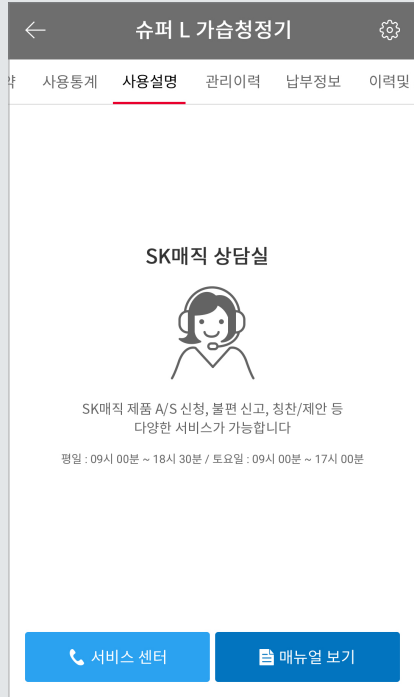 슈퍼 L 가습청정기
약 사용통계 사용설명 관리이력 납부정보 이력및
SK매직 상담실
SK매직 제품 A/S 신청, 불편 신고, 칭찬/제안 등
다양한 서비스가 가능합니다
평일 : 09시 00분 ~ 18시 30분 / 토요일 : 09시 00분 ~ 17시 00분
서비스 센터 매뉴얼 보기